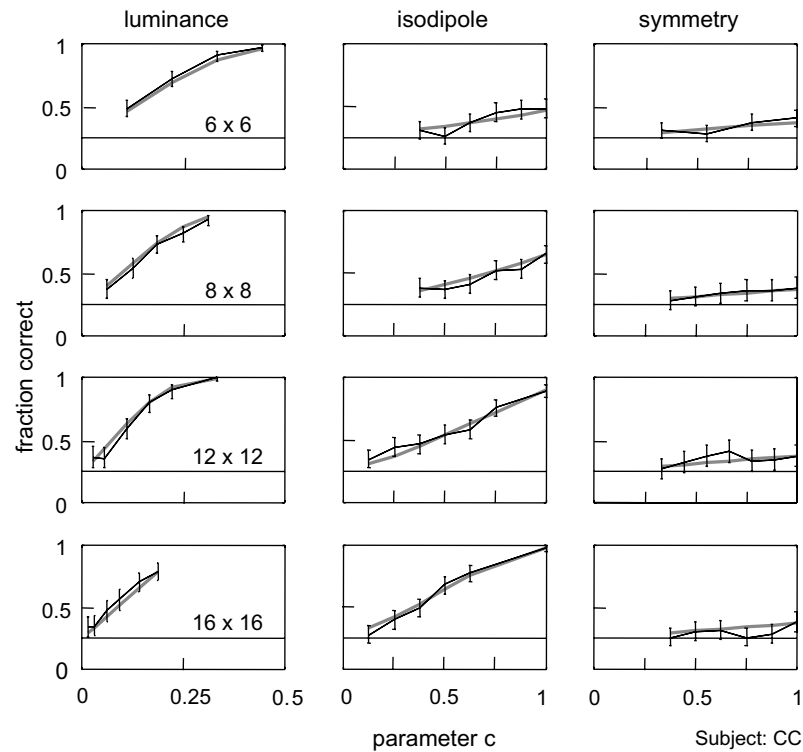 luminance isodipole symmetry
1
0.5
0
6 x 6
1
0.5
0
8 x 8
1
0.5
0
12 x 12
1
0.5
0
16 x 16
fraction correct
0 0.25 0.5 0 0.5 1 0 0.5 1
parameter c
Subject: CC